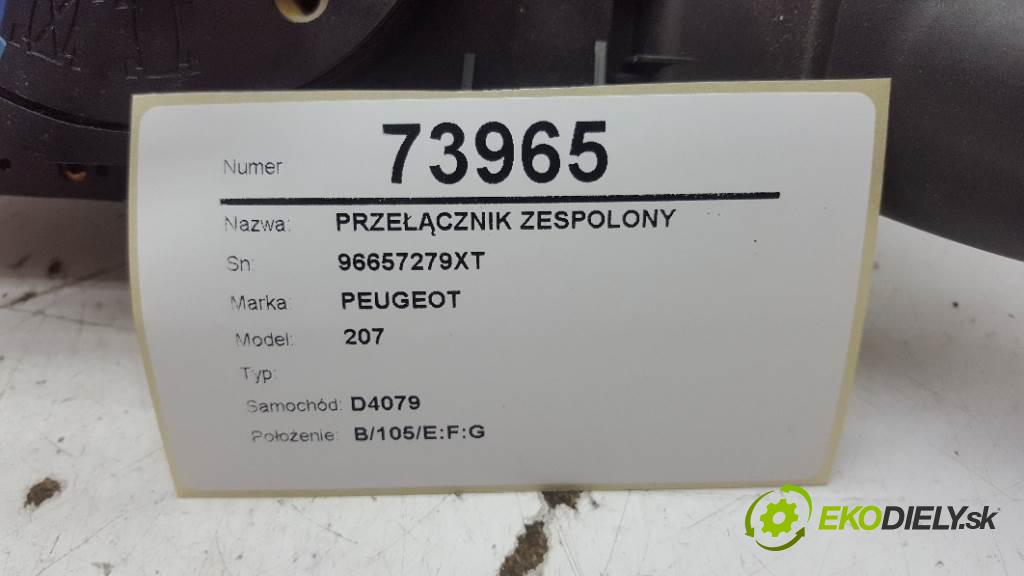 Numer 73965
Nazwa: PRZEŁĄCZNIK ZESPOLONY
Sn: 96657279XT
Marka: PEUGEOT
Model: 207
Typ:
Samochód: D4079
Położenie: B/105/E:F:G
EKODIELY.sk